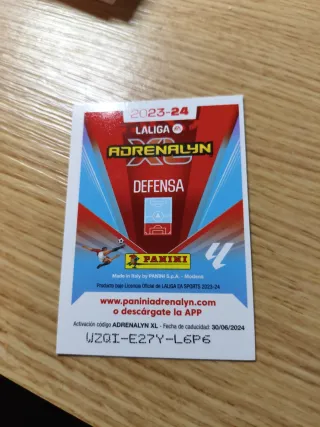 2023-24
LALIGA
ADRENALYN
XL
DEFENSA
PANINI
Made in Italy by PANINI S.p.A. - Modena
Producto bajo Licencia Oficial de LALIGA EA SPORTS 2023-24
www.paniniadrenalyn.com
o descárgate la APP
Activación código ADRENALYN XL - Fecha de caducidad 30/06/2024
WZQI-E27Y-L6P6